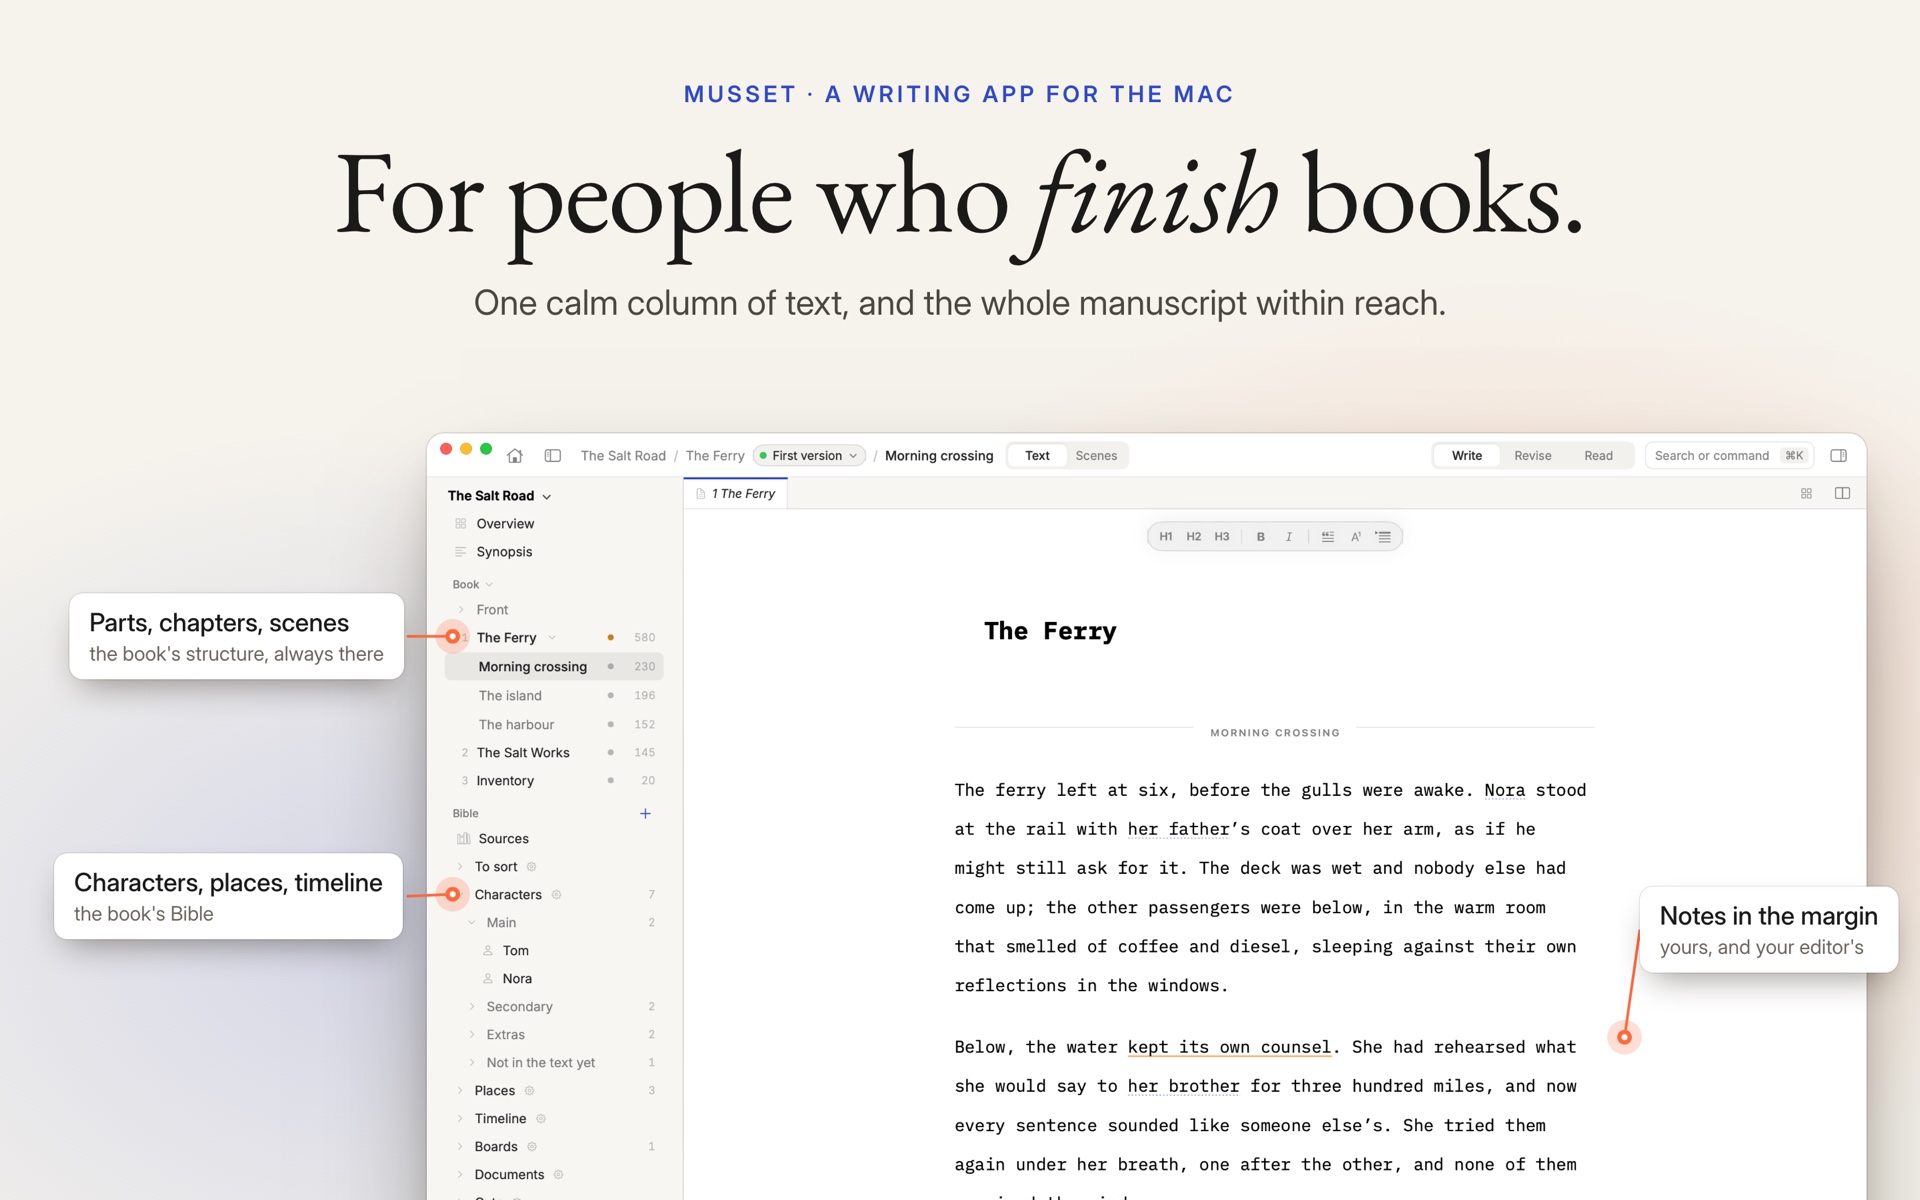 MUSSET · A WRITING APP FOR THE MAC
For people who finish books.
One calm column of text, and the whole manuscript within reach.
The Salt Road / The Ferry First version / Morning crossing Text Scenes Write Revise Read Search or command ⌘K
The Salt Road
Overview
Synopsis
Book
Front
1 The Ferry 580
Morning crossing 230
The island 196
The harbour 152
2 The Salt Works 145
3 Inventory 20
Bible +
Sources
To sort
Characters 7
Main 2
Tom
Nora
Secondary 2
Extras 2
Not in the text yet 1
Places 3
Timeline
Boards 1
Documents
Parts, chapters, scenes
the book's structure, always there
Characters, places, timeline
the book's Bible
1 The Ferry
H1 H2 H3 B I A¹
The Ferry
MORNING CROSSING
The ferry left at six, before the gulls were awake. Nora stood
at the rail with her father’s coat over her arm, as if he
might still ask for it. The deck was wet and nobody else had
come up; the other passengers were below, in the warm room
that smelled of coffee and diesel, sleeping against their own
reflections in the windows.
Below, the water kept its own counsel. She had rehearsed what
she would say to her brother for three hundred miles, and now
every sentence sounded like someone else’s. She tried them
again under her breath, one after the other, and none of them
Notes in the margin
yours, and your editor's